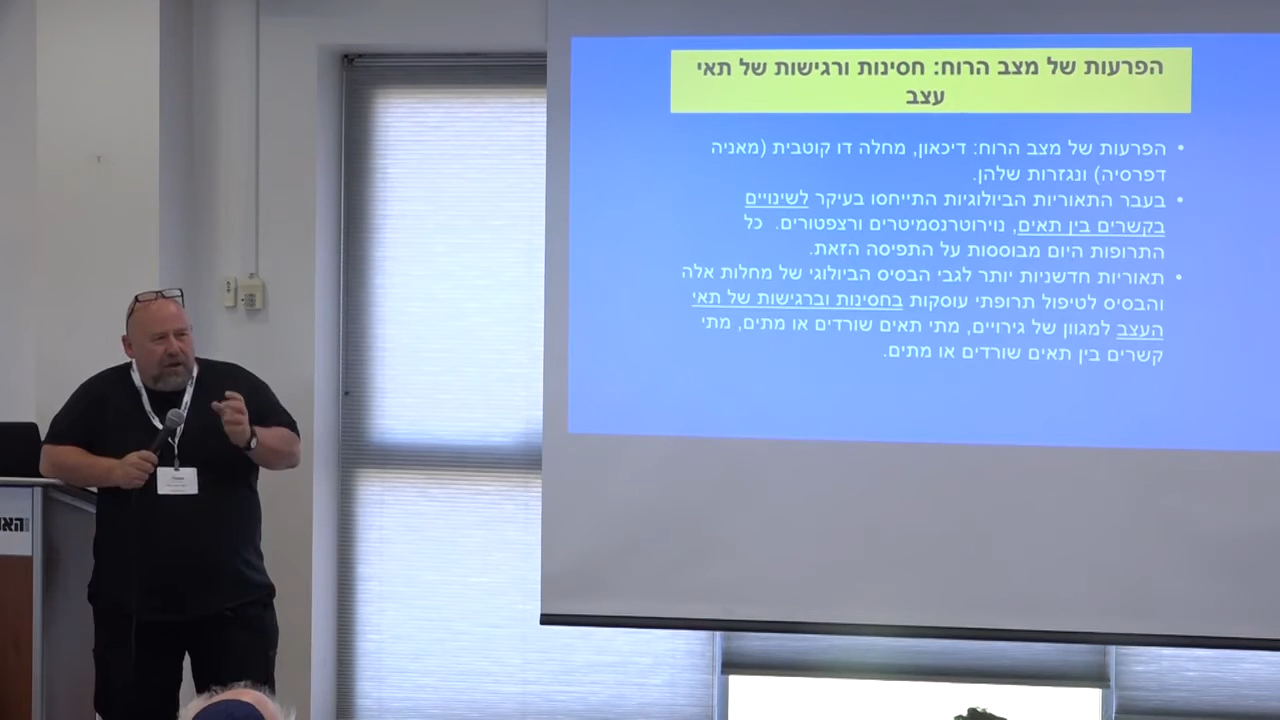 הפרעות של מצב הרוח: חסינות ורגישות של תאי
עצב
• הפרעות של מצב הרוח: דיכאון, מחלה דו קוטבית (מאניה
דפרסיה) ונגזרות שלהן.
• בעבר התאוריות הביולוגיות התייחסו בעיקר לשינויים
בקשרים בין תאים, נוירוטרנסמיטרים ורצפטורים. כל
התרופות היום מבוססות על התפיסה הזאת.
• תאוריות חדשניות יותר לגבי הבסיס הביולוגי של מחלות אלה
והבסיס לטיפול תרופתי עוסקות בחסינות וברגישות של תאי
העצב למגוון של גירויים, מתי תאים שורדים או מתים, מתי
קשרים בין תאים שורדים או מתים.